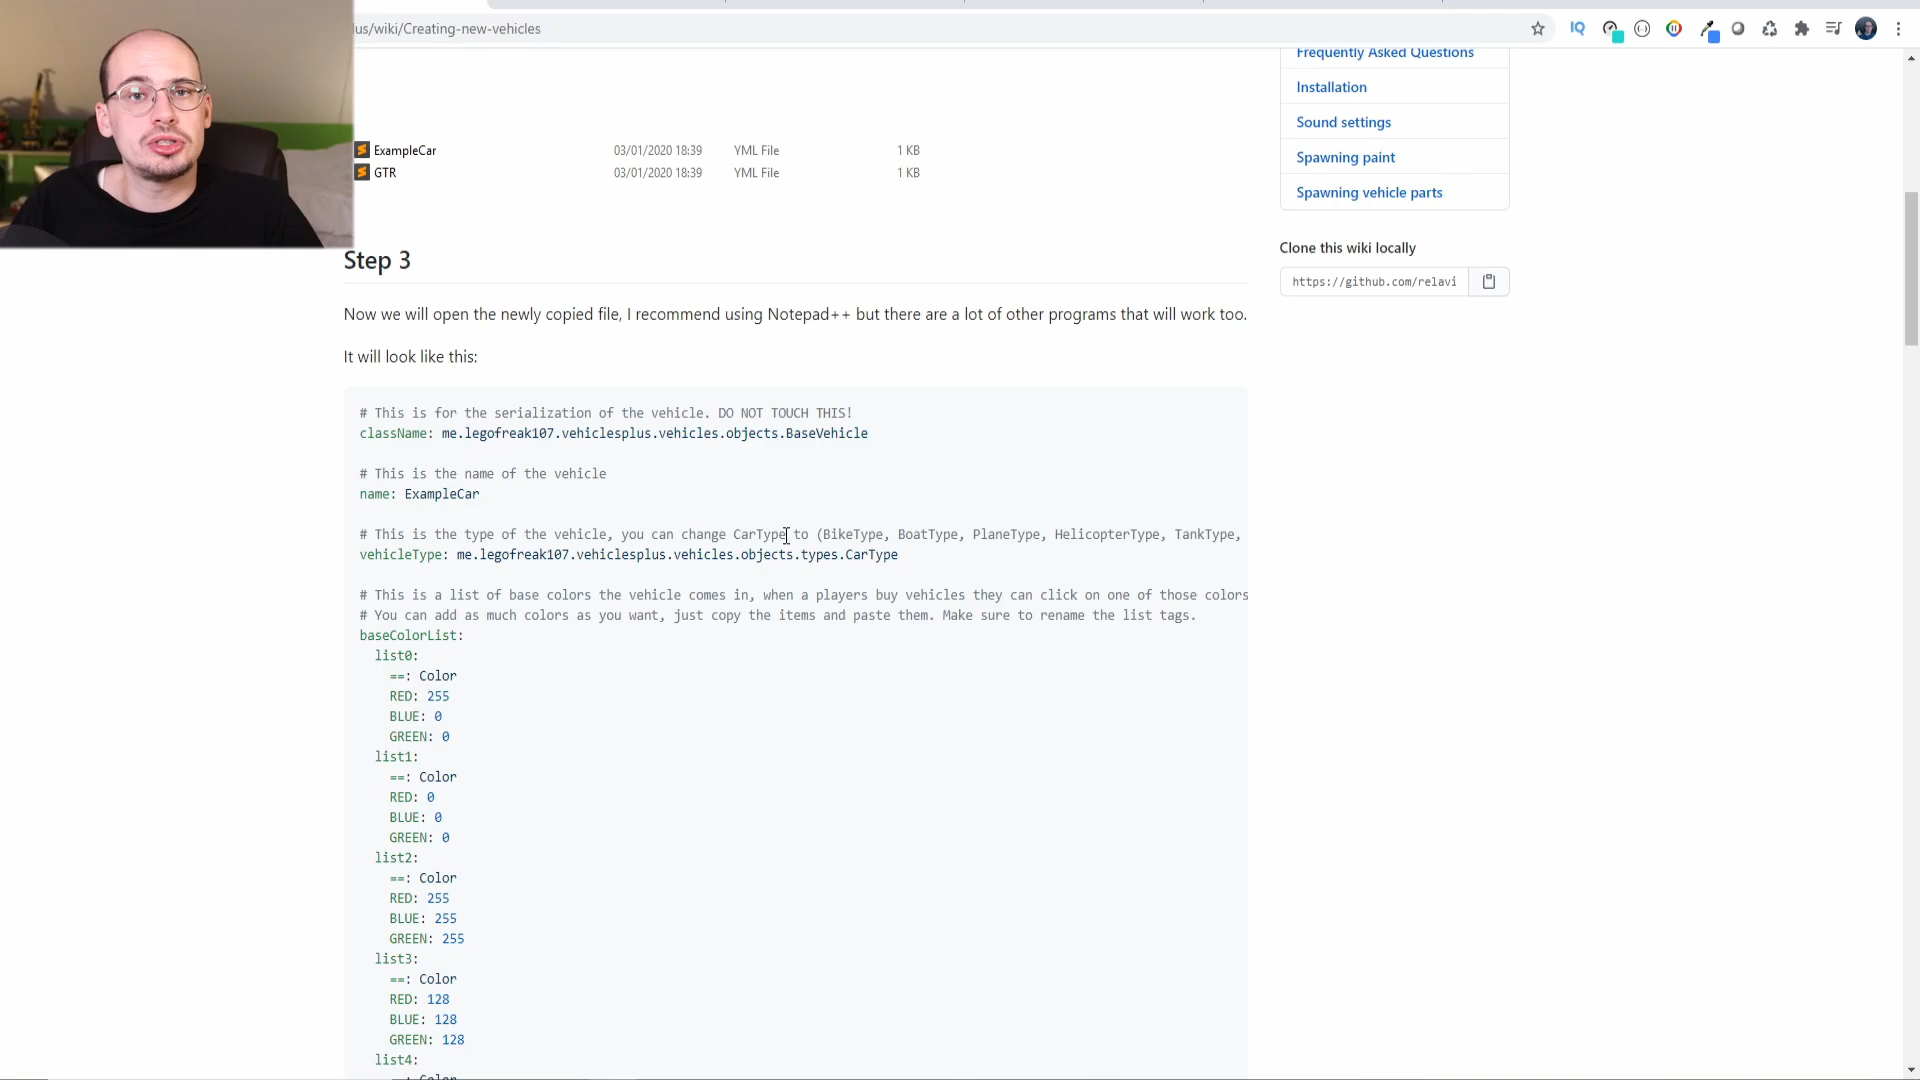 lus/wiki/Creating-new-vehicles
Frequently Asked Questions
Installation
Sound settings
Spawning paint
Spawning vehicle parts
Clone this wiki locally
https://github.com/relavi
ExampleCar 03/01/2020 18:39 YML File 1 KB
GTR 03/01/2020 18:39 YML File 1 KB
Step 3
Now we will open the newly copied file, I recommend using Notepad++ but there are a lot of other programs that will work too.
It will look like this:
# This is for the serialization of the vehicle. DO NOT TOUCH THIS!
className: me.legofreak107.vehiclesplus.vehicles.objects.BaseVehicle
# This is the name of the vehicle
name: ExampleCar
# This is the type of the vehicle, you can change CarType to (BikeType, BoatType, PlaneType, HelicopterType, TankType,
vehicleType: me.legofreak107.vehiclesplus.vehicles.objects.types.CarType
# This is a list of base colors the vehicle comes in, when a players buy vehicles they can click on one of those colors
# You can add as much colors as you want, just copy the items and paste them. Make sure to rename the list tags.
baseColorList:
list0:
==: Color
RED: 255
BLUE: 0
GREEN: 0
list1:
==: Color
RED: 0
BLUE: 0
GREEN: 0
list2:
==: Color
RED: 255
BLUE: 255
GREEN: 255
list3:
==: Color
RED: 128
BLUE: 128
GREEN: 128
list4:
==: Color